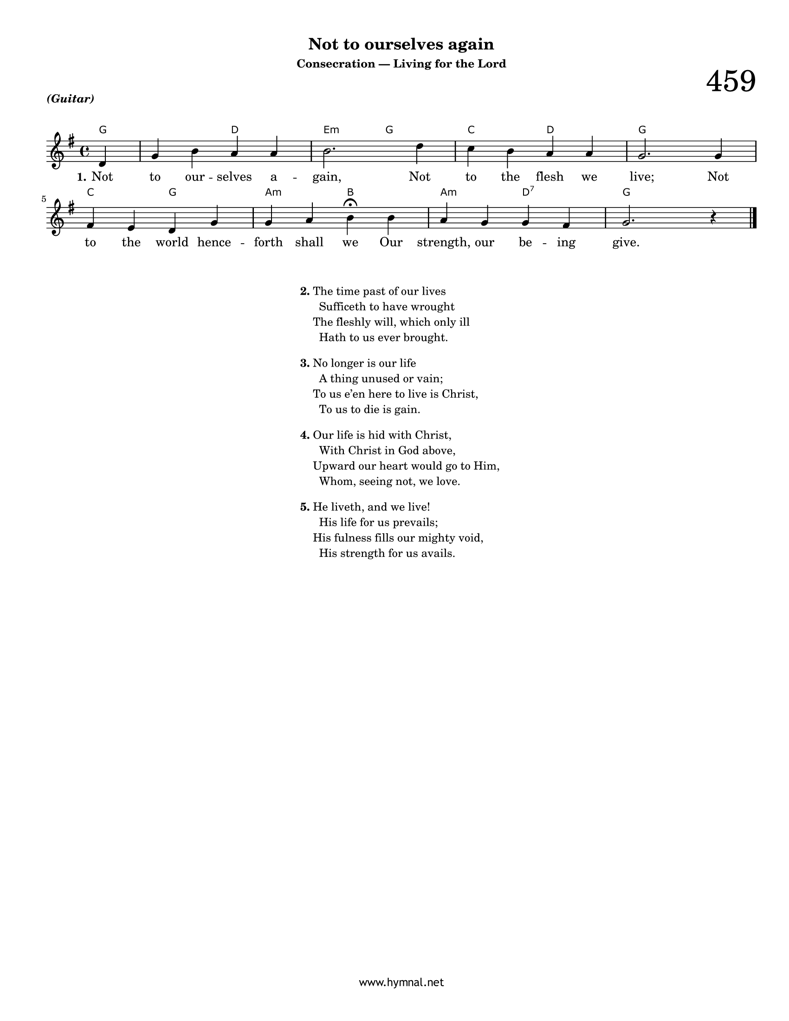 Not to ourselves again
Consecration — Living for the Lord
459
(Guitar)
G D Em G C D G
1. Not to our - selves a - gain, Not to the flesh we live; Not
5 C G Am B Am D7 G
to the world hence - forth shall we Our strength, our be - ing give.
2. The time past of our lives
Sufficeth to have wrought
The fleshly will, which only ill
Hath to us ever brought.
3. No longer is our life
A thing unused or vain;
To us e'en here to live is Christ,
To us to die is gain.
4. Our life is hid with Christ,
With Christ in God above,
Upward our heart would go to Him,
Whom, seeing not, we love.
5. He liveth, and we live!
His life for us prevails;
His fulness fills our mighty void,
His strength for us avails.
www.hymnal.net